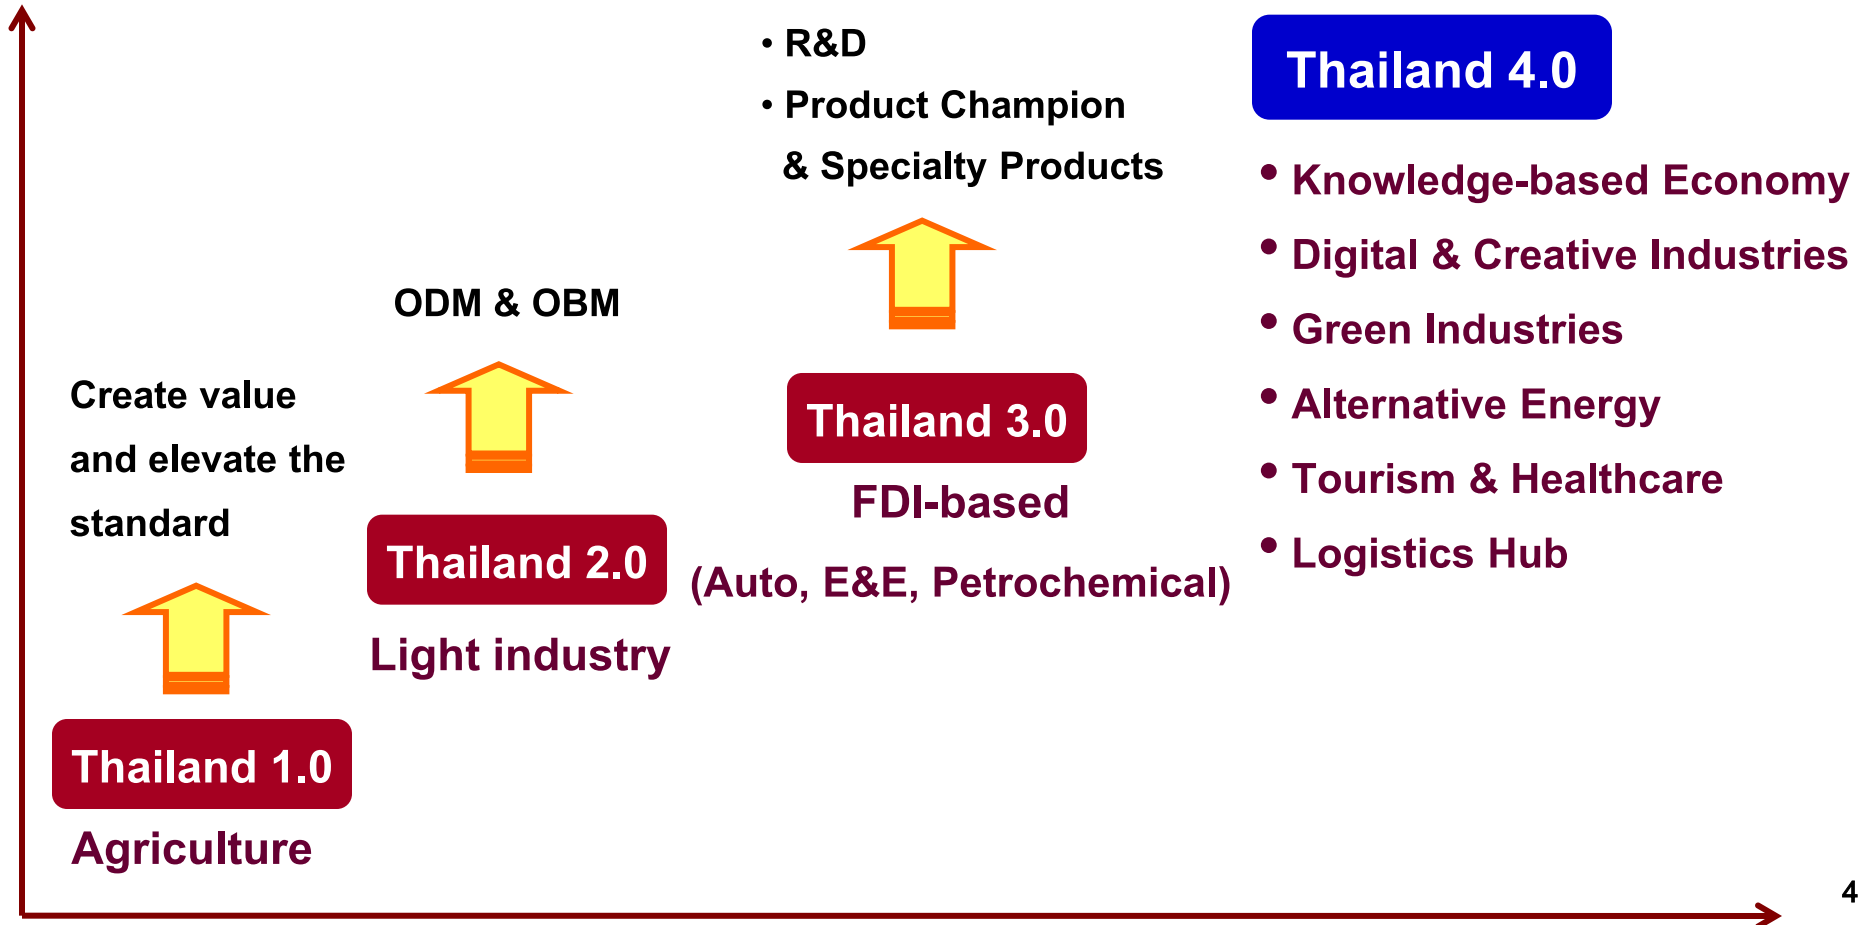 Create value
and elevate the
standard
Thailand 1.0
Agriculture
ODM & OBM
Thailand 2.0
Light industry
• R&D
• Product Champion
& Specialty Products
Thailand 3.0
FDI-based
(Auto, E&E, Petrochemical)
Thailand 4.0
• Knowledge-based Economy
• Digital & Creative Industries
• Green Industries
• Alternative Energy
• Tourism & Healthcare
• Logistics Hub
4